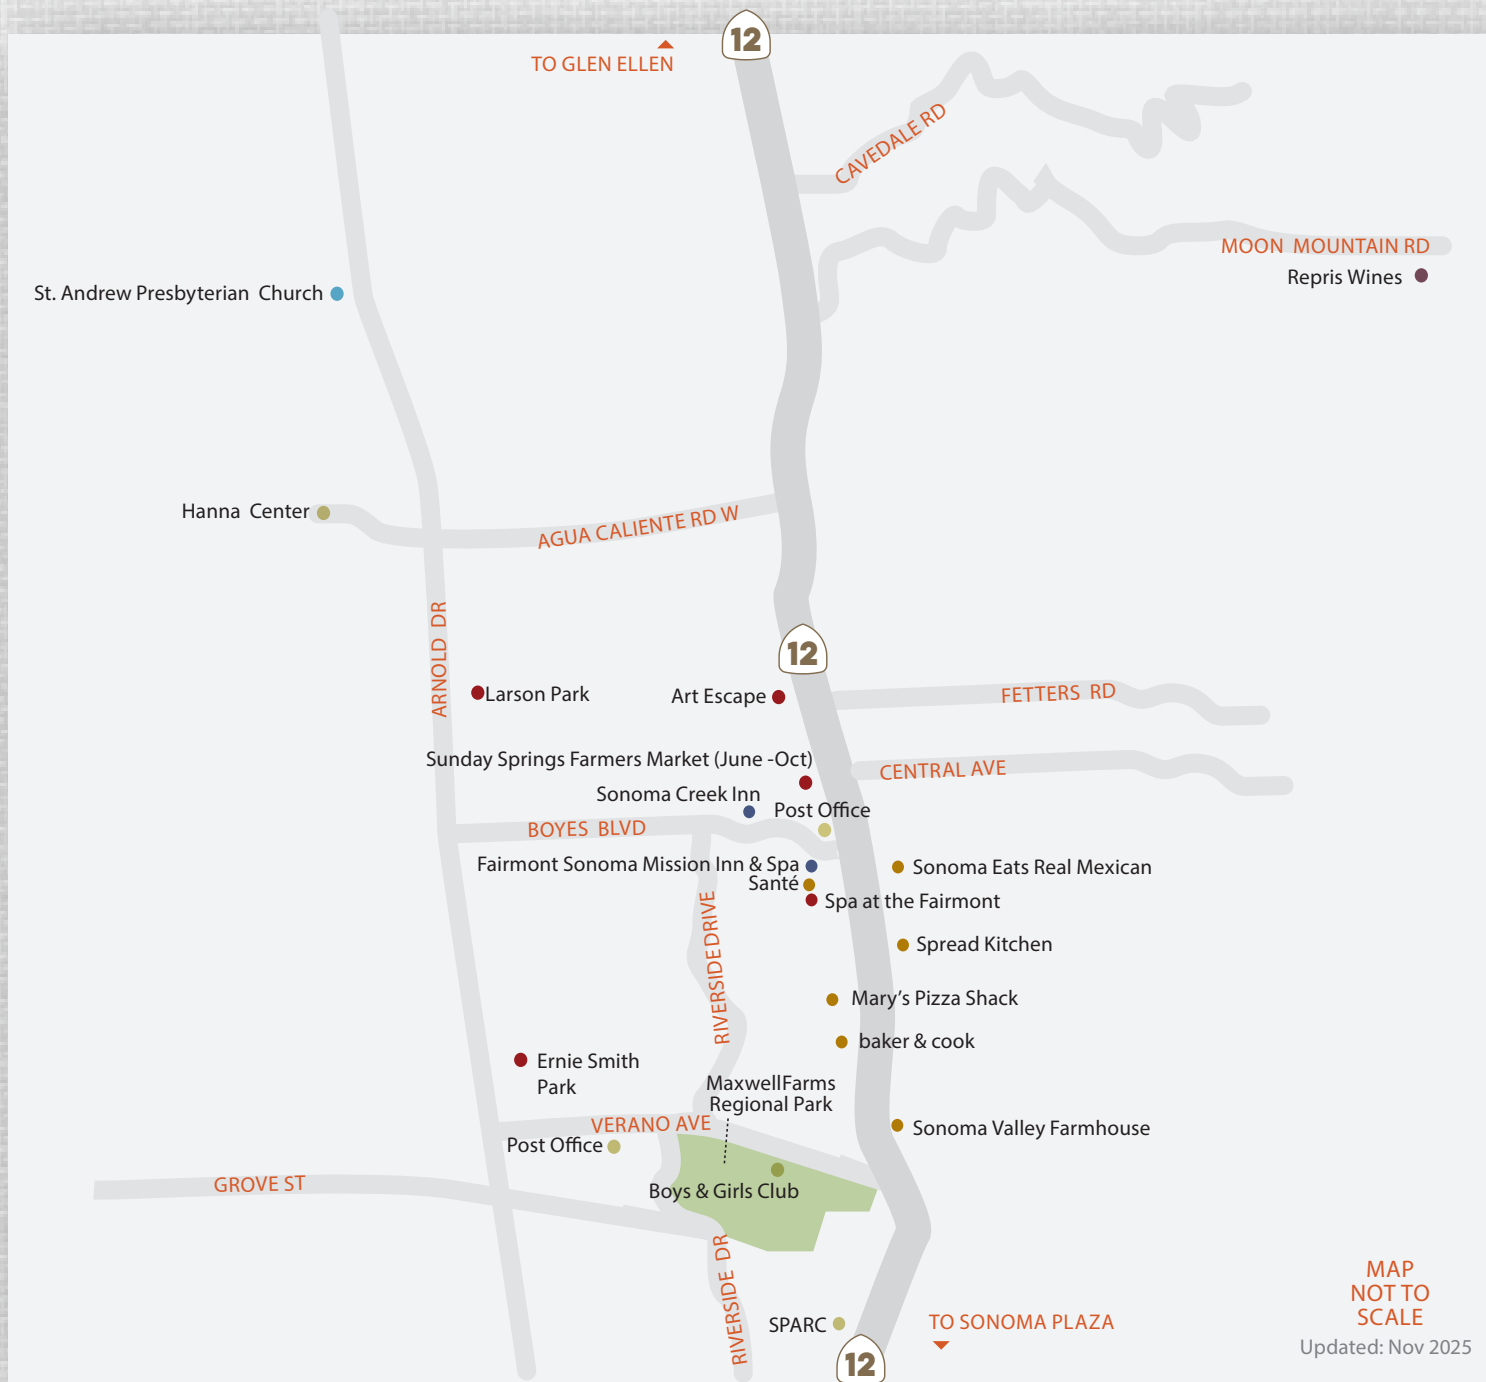 12
TO GLEN ELLEN
CAVEDALE RD
MOON MOUNTAIN RD
Repris Wines
St. Andrew Presbyterian Church
Hanna Center
AGUA CALIENTE RD W
ARNOLD DR
12
Larson Park
Art Escape
FETTERS RD
Sunday Springs Farmers Market (June -Oct)
CENTRAL AVE
Sonoma Creek Inn
Post Office
BOYES BLVD
Fairmont Sonoma Mission Inn & Spa
Sonoma Eats Real Mexican
Santé
Spa at the Fairmont
RIVERSIDE DRIVE
Spread Kitchen
Mary’s Pizza Shack
baker & cook
Ernie Smith
Park
MaxwellFarms
Regional Park
VERANO AVE
Sonoma Valley Farmhouse
Post Office
GROVE ST
Boys & Girls Club
RIVERSIDE DR
SPARC
TO SONOMA PLAZA
12
MAP
NOT TO
SCALE
Updated: Nov 2025